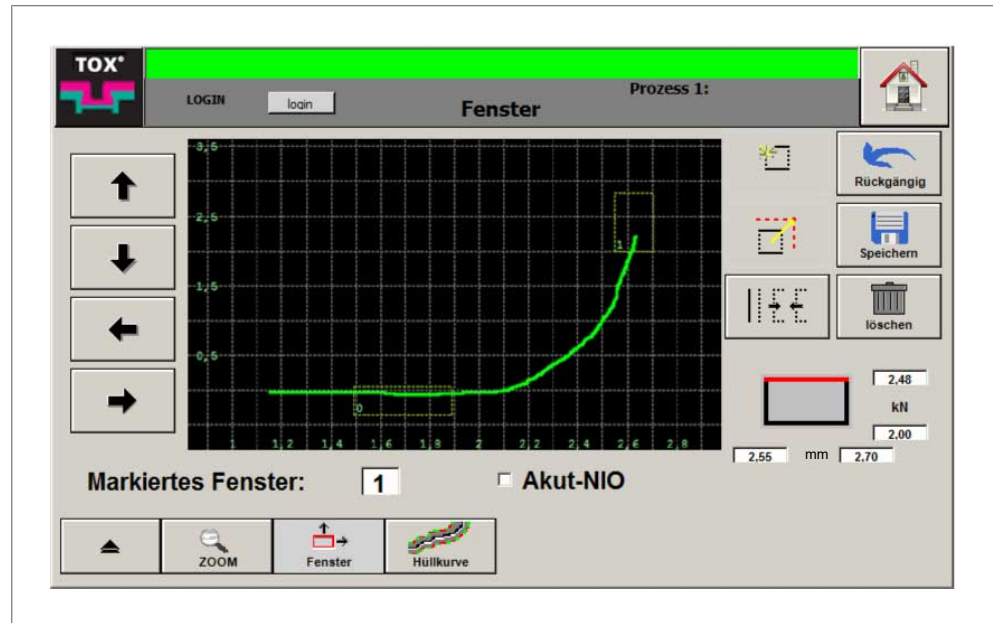 TOX®
LOGIN
login
Fenster
Prozess 1:
3,5
2,5
1,5
0,5
1
0
1 1,2 1,4 1,6 1,8 2 2,2 2,4 2,6 2,8
Rückgängig
Speichern
löschen
2,48
kN
2,00
2,55 mm 2,70
Markiertes Fenster: 1 Akut-NIO
ZOOM Fenster Hüllkurve